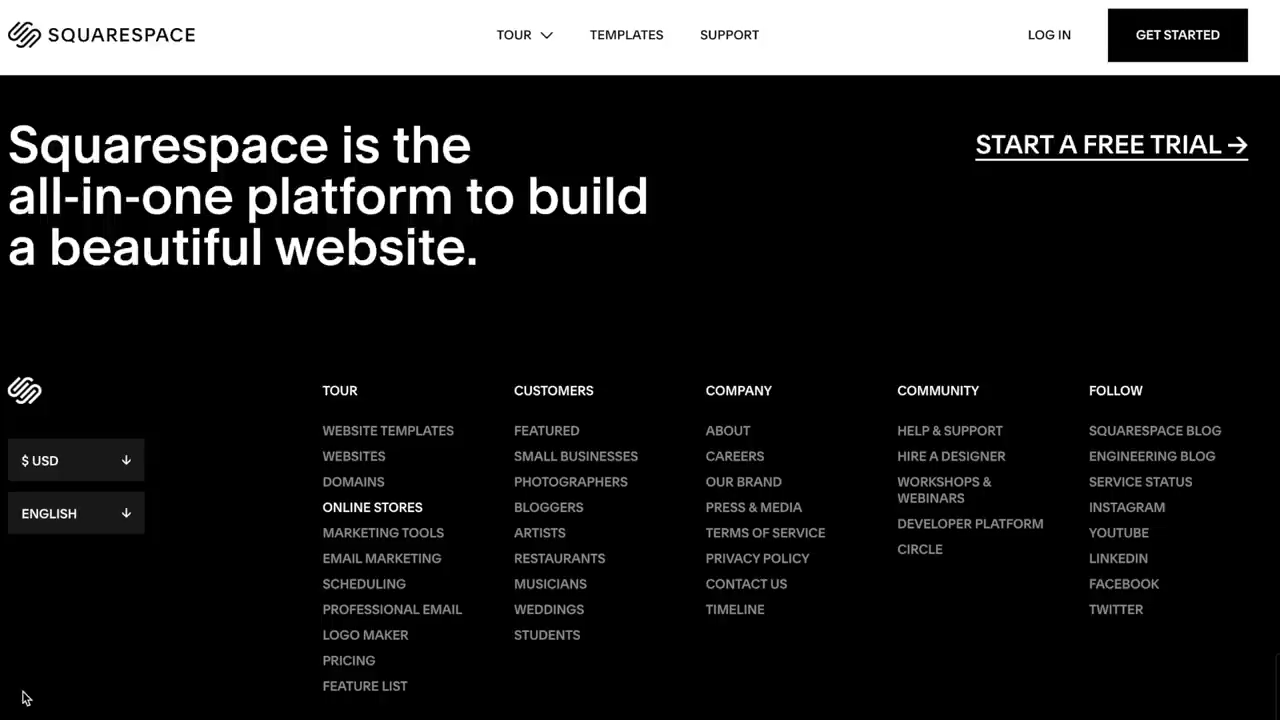 SQUARESPACE
TOUR
TEMPLATES
SUPPORT
LOG IN
GET STARTED
Squarespace is the
all-in-one platform to build
a beautiful website.
START A FREE TRIAL →
$ USD
ENGLISH
TOUR
WEBSITE TEMPLATES
WEBSITES
DOMAINS
ONLINE STORES
MARKETING TOOLS
EMAIL MARKETING
SCHEDULING
PROFESSIONAL EMAIL
LOGO MAKER
PRICING
FEATURE LIST
CUSTOMERS
FEATURED
SMALL BUSINESSES
PHOTOGRAPHERS
BLOGGERS
ARTISTS
RESTAURANTS
MUSICIANS
WEDDINGS
STUDENTS
COMPANY
ABOUT
CAREERS
OUR BRAND
PRESS & MEDIA
TERMS OF SERVICE
PRIVACY POLICY
CONTACT US
TIMELINE
COMMUNITY
HELP & SUPPORT
HIRE A DESIGNER
WORKSHOPS &
WEBINARS
DEVELOPER PLATFORM
CIRCLE
FOLLOW
SQUARESPACE BLOG
ENGINEERING BLOG
SERVICE STATUS
INSTAGRAM
YOUTUBE
LINKEDIN
FACEBOOK
TWITTER